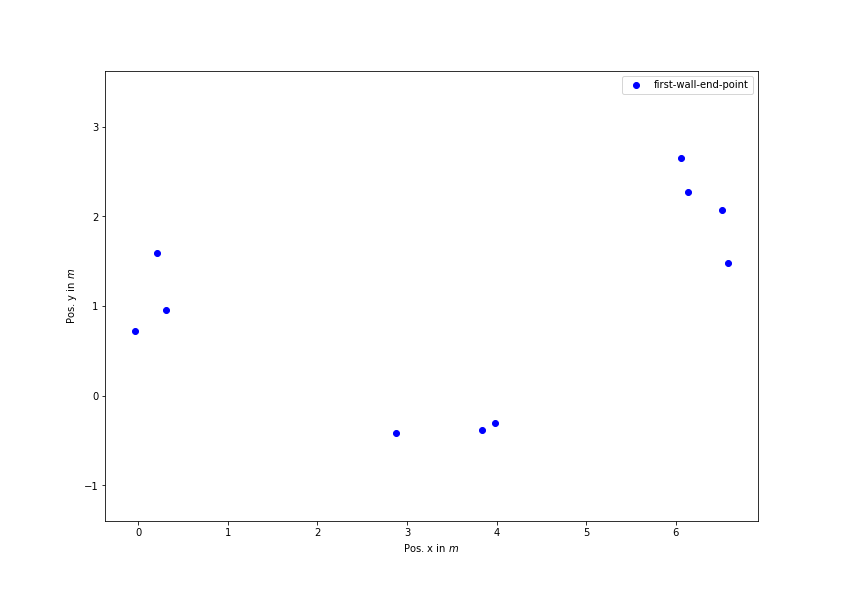 first-wall-end-point
3
2
1
0
−1
Pos. y in m
0 1 2 3 4 5 6
Pos. x in m